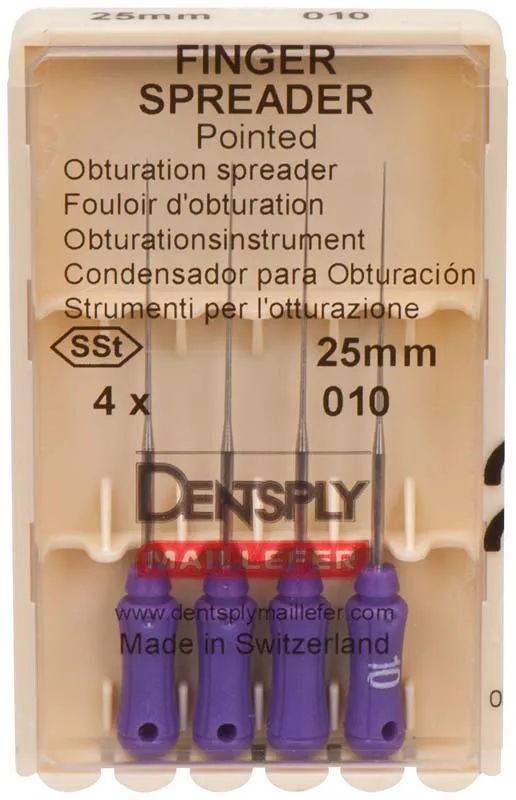 25mm 010
FINGER
SPREADER
Pointed
Obturation spreader
Fouloir d'obturation
Obturationsinstrument
Condensador para Obturación
Strumenti per l'otturazione
SSt 25mm
4 x 010
DENTSPLY
MAILLEFER
www.dentsplymaillefer.com
Made in Switzerland
10